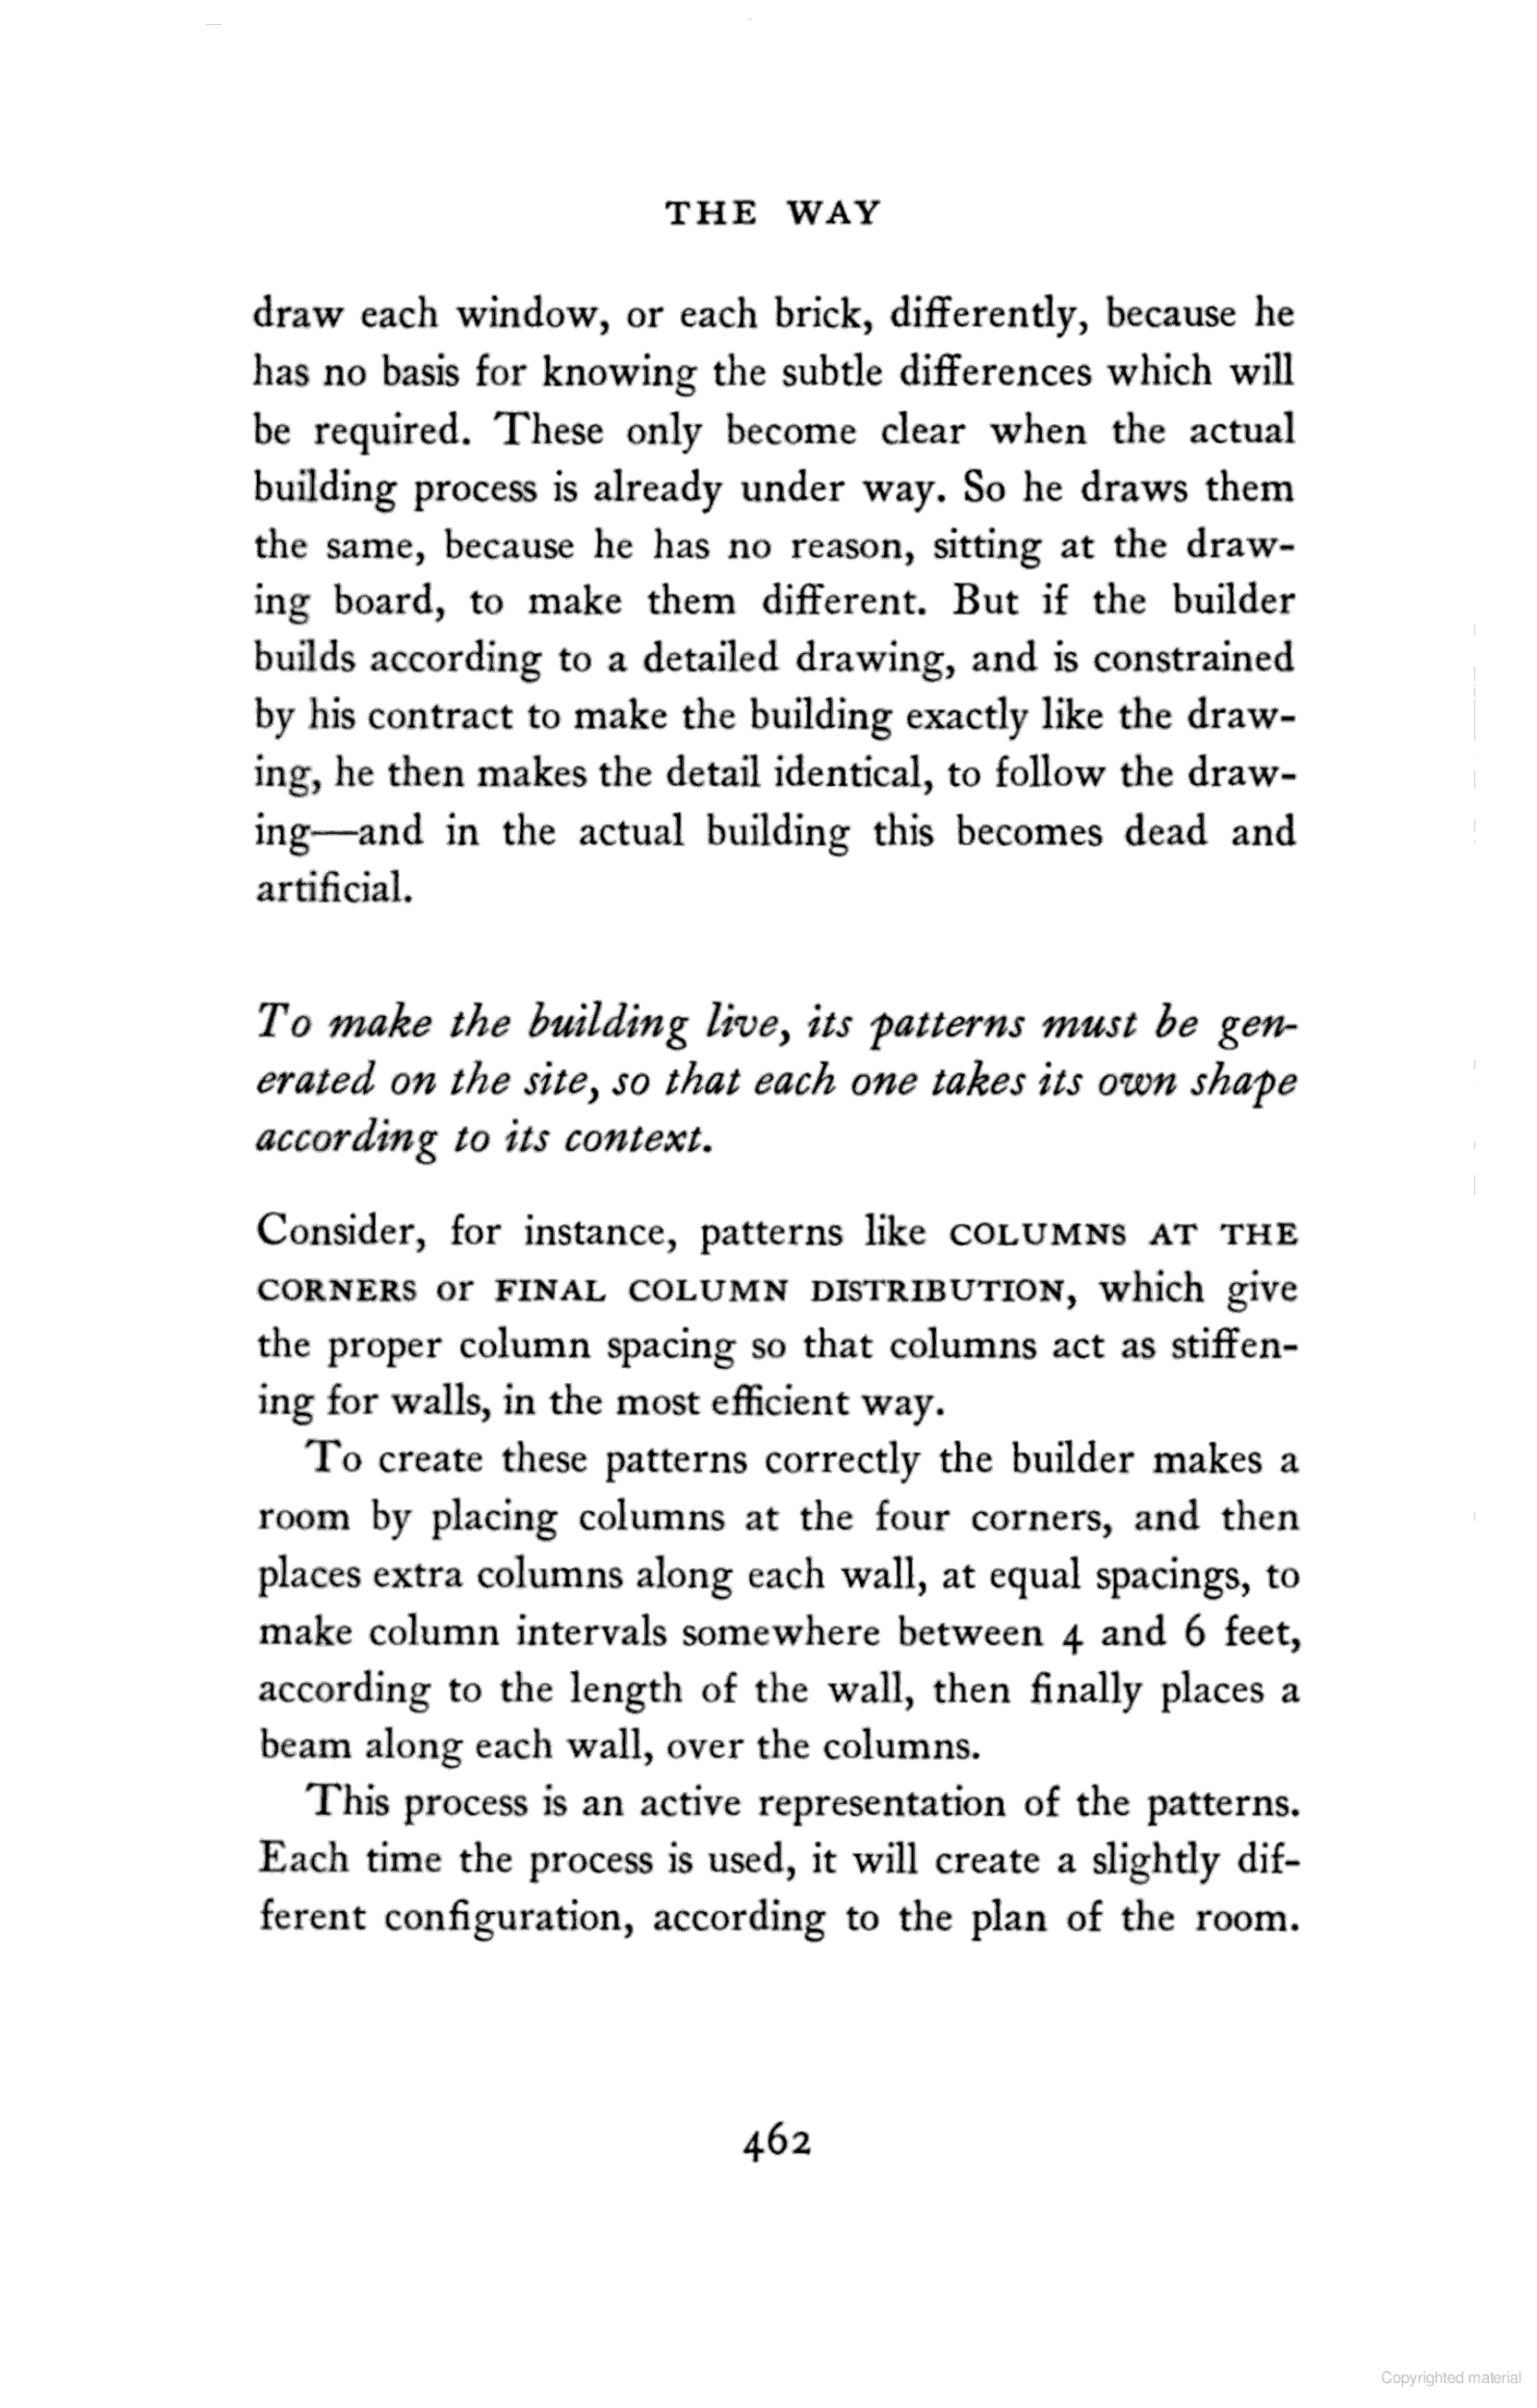 THE WAY
draw each window, or each brick, differently, because he
has no basis for knowing the subtle differences which will
be required. These only become clear when the actual
building process is already under way. So he draws them
the same, because he has no reason, sitting at the draw-
ing board, to make them different. But if the builder
builds according to a detailed drawing, and is constrained
by his contract to make the building exactly like the draw-
ing, he then makes the detail identical, to follow the draw-
ing—and in the actual building this becomes dead and
artificial.
To make the building live, its patterns must be gen-
erated on the site, so that each one takes its own shape
according to its context.
Consider, for instance, patterns like COLUMNS AT THE
CORNERS or FINAL COLUMN DISTRIBUTION, which give
the proper column spacing so that columns act as stiffen-
ing for walls, in the most efficient way.
To create these patterns correctly the builder makes a
room by placing columns at the four corners, and then
places extra columns along each wall, at equal spacings, to
make column intervals somewhere between 4 and 6 feet,
according to the length of the wall, then finally places a
beam along each wall, over the columns.
This process is an active representation of the patterns.
Each time the process is used, it will create a slightly dif-
ferent configuration, according to the plan of the room.
462
Copyrighted material